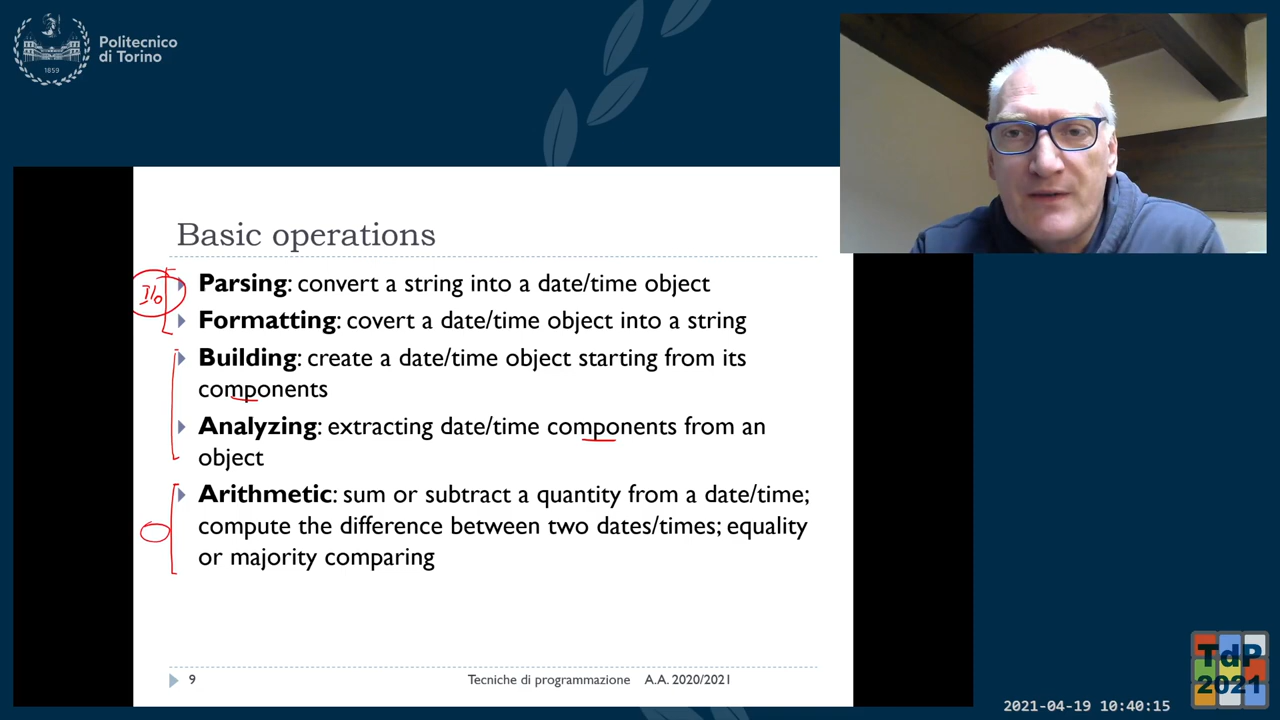 Politecnico
di Torino
1859
Basic operations
I/o
Parsing: convert a string into a date/time object
Formatting: covert a date/time object into a string
Building: create a date/time object starting from its
components
Analyzing: extracting date/time components from an
object
Arithmetic: sum or subtract a quantity from a date/time;
compute the difference between two dates/times; equality
or majority comparing
9
Tecniche di programmazione A.A. 2020/2021
TdP
2021
2021-04-19 10:40:15